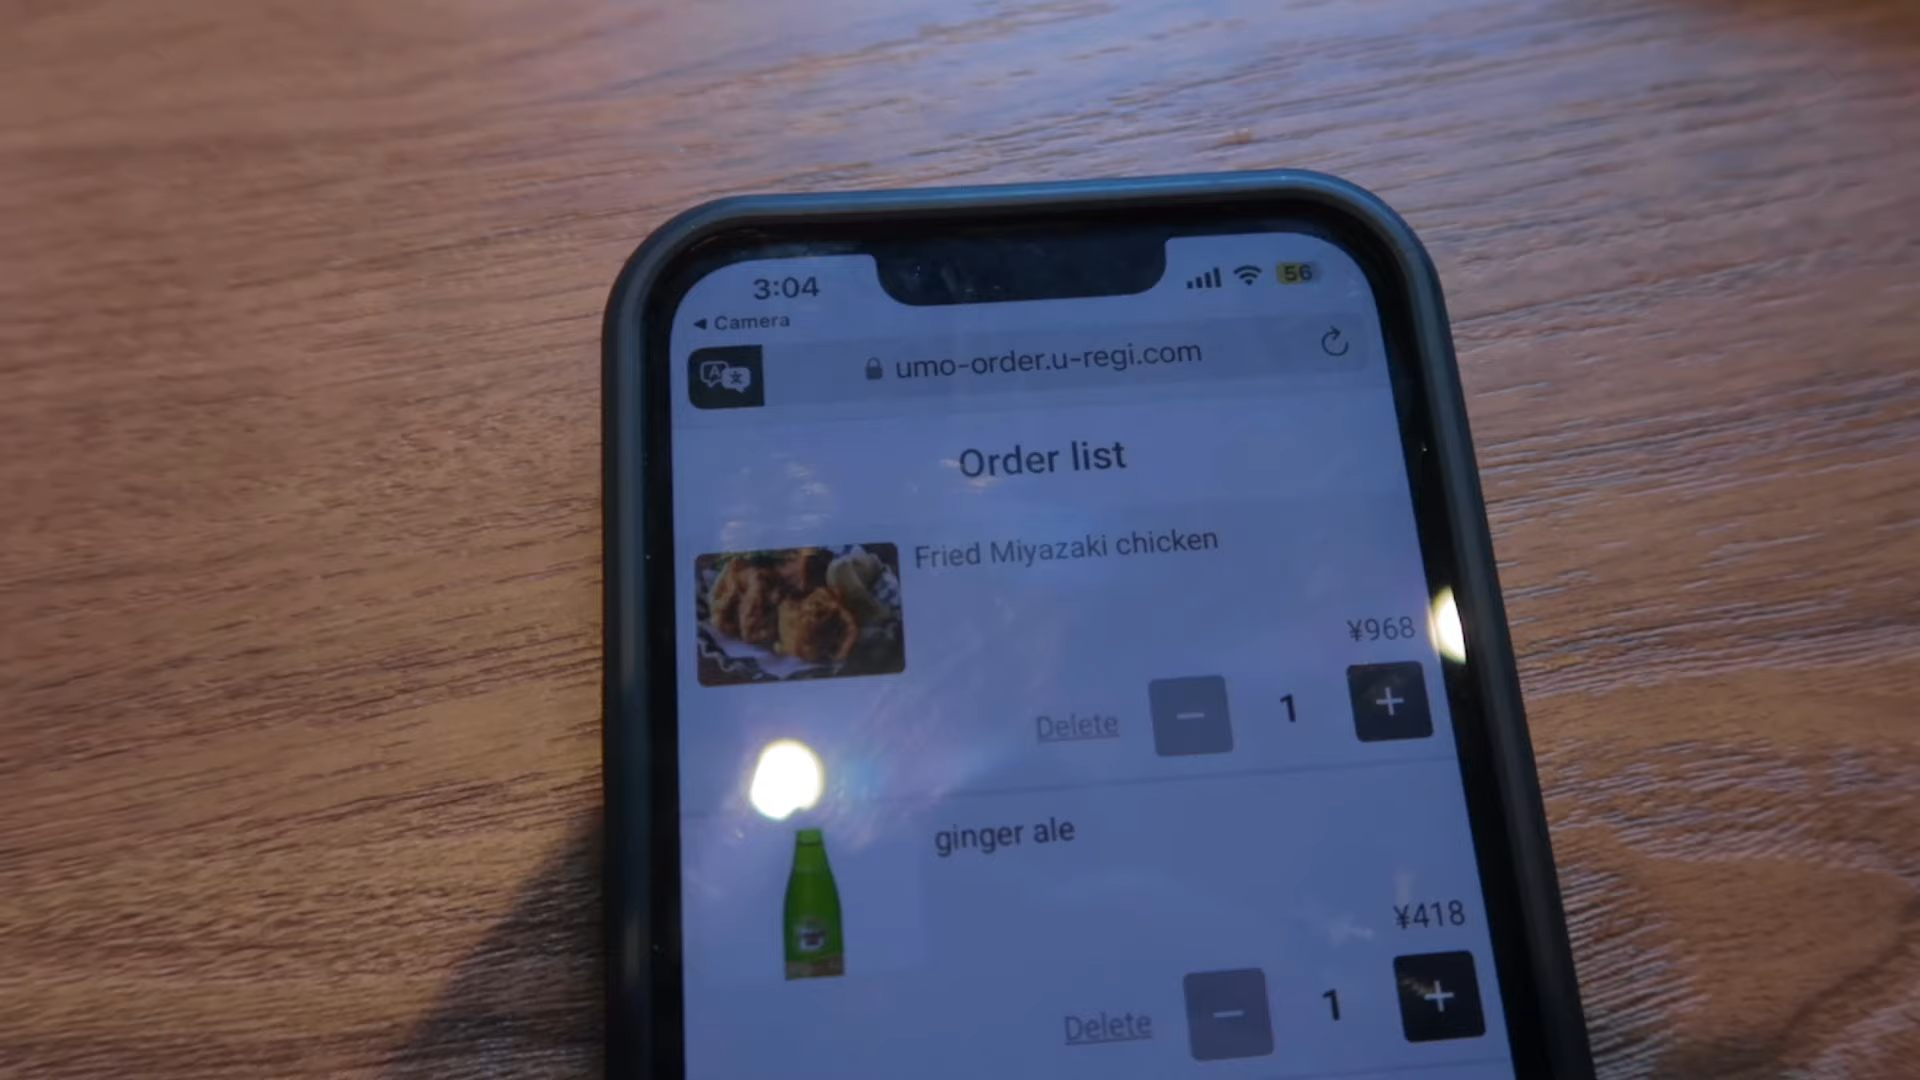 3:04
56
◀ Camera
umo-order.u-regi.com
Order list
Fried Miyazaki chicken
¥968
Delete
1
ginger ale
¥418
Delete
1